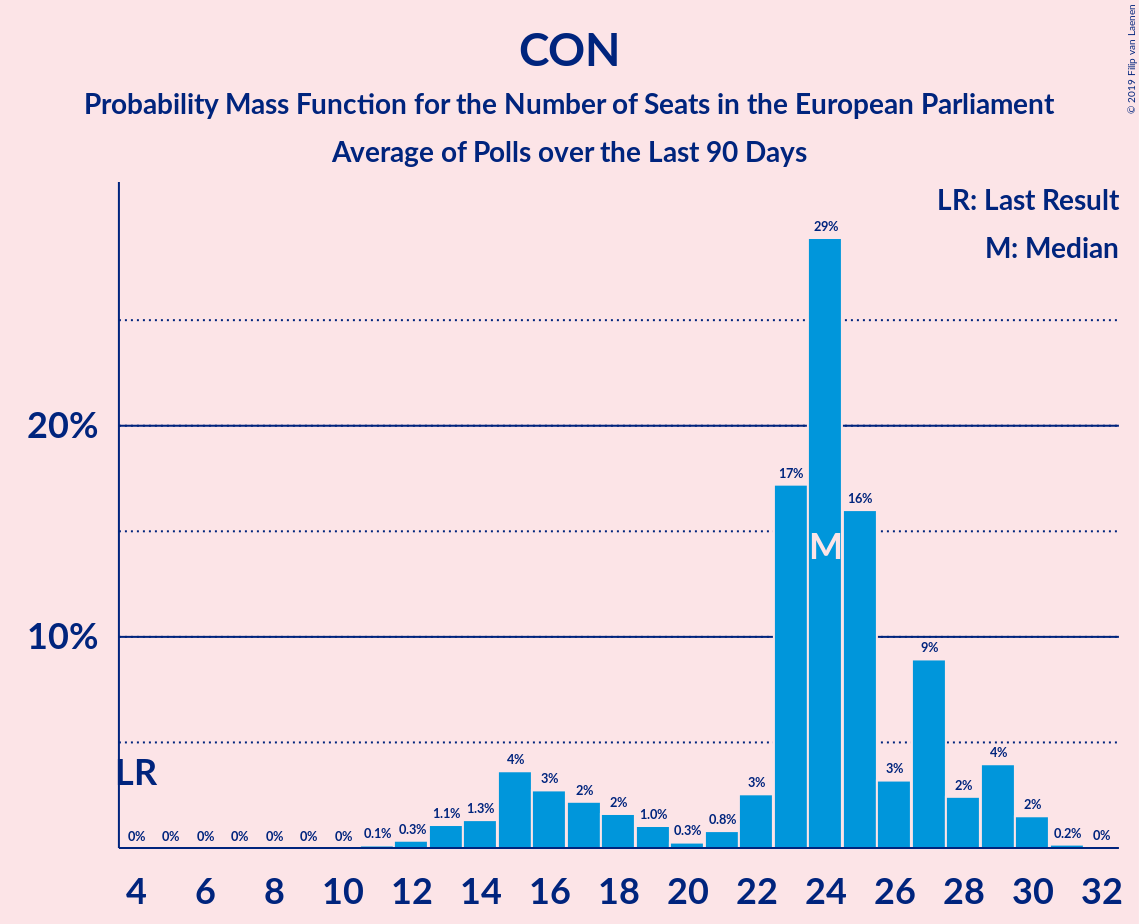 CON
Probability Mass Function for the Number of Seats in the European Parliament
Average of Polls over the Last 90 Days
© 2019 Filip van Laenen
LR: Last Result
M: Median
20%
10%
LR
M
0% 0% 0% 0% 0% 0% 0% 0.1% 0.3% 1.1% 1.3% 4% 3% 2% 2% 1.0% 0.3% 0.8% 3% 17% 29% 16% 3% 9% 2% 4% 2% 0.2% 0%
4 6 8 10 12 14 16 18 20 22 24 26 28 30 32